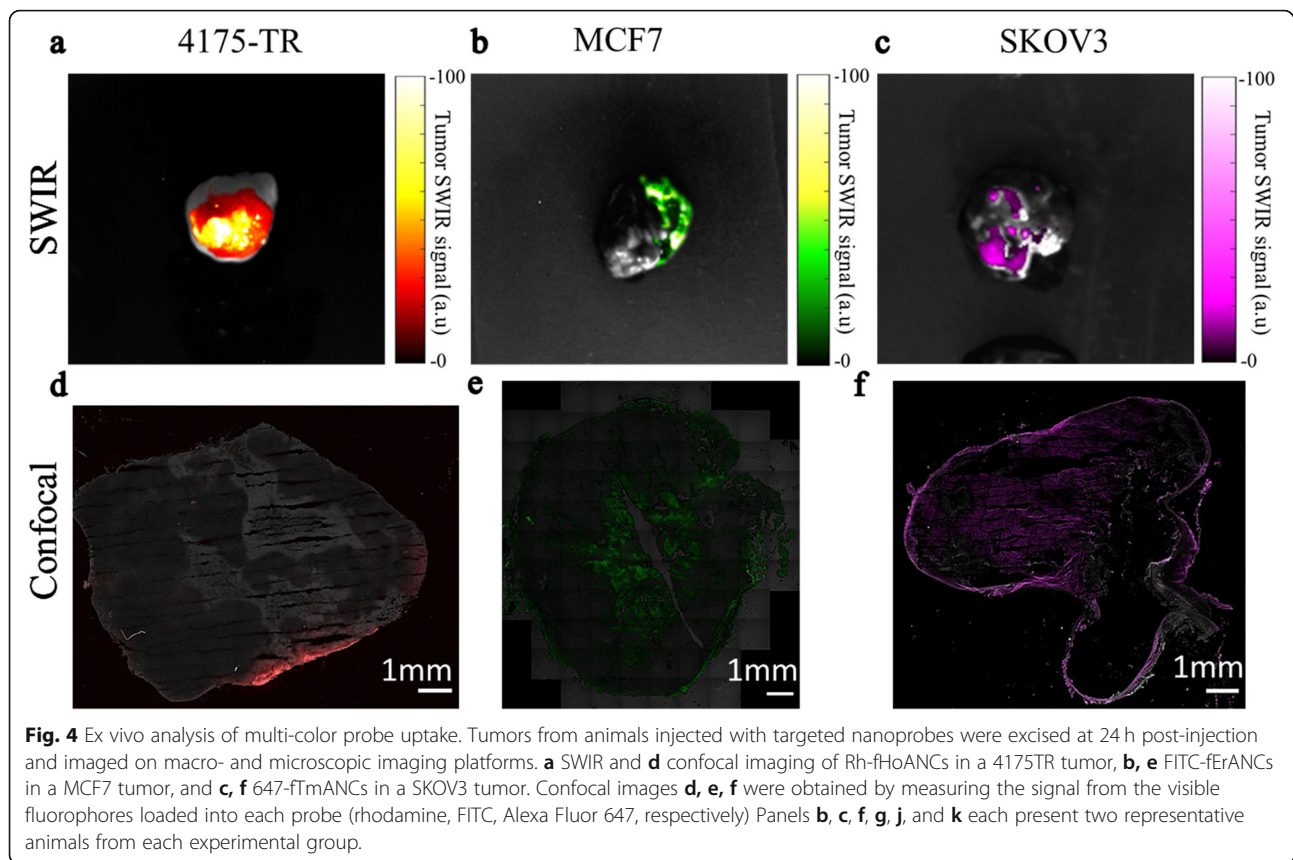 a 4175-TR b MCF7 c SKOV3
SWIR
-100
Tumor SWIR signal (a.u)
-0
-100
Tumor SWIR signal (a.u)
-0
-100
Tumor SWIR signal (a.u)
-0
d e f
Confocal
1mm
1mm
1mm
Fig. 4 Ex vivo analysis of multi-color probe uptake. Tumors from animals injected with targeted nanoprobes were excised at 24 h post-injection
and imaged on macro- and microscopic imaging platforms. a SWIR and d confocal imaging of Rh-fHoANCs in a 4175TR tumor, b, e FITC-fErANCs
in a MCF7 tumor, and c, f 647-fTmANCs in a SKOV3 tumor. Confocal images d, e, f were obtained by measuring the signal from the visible
fluorophores loaded into each probe (rhodamine, FITC, Alexa Fluor 647, respectively) Panels b, c, f, g, j, and k each present two representative
animals from each experimental group.